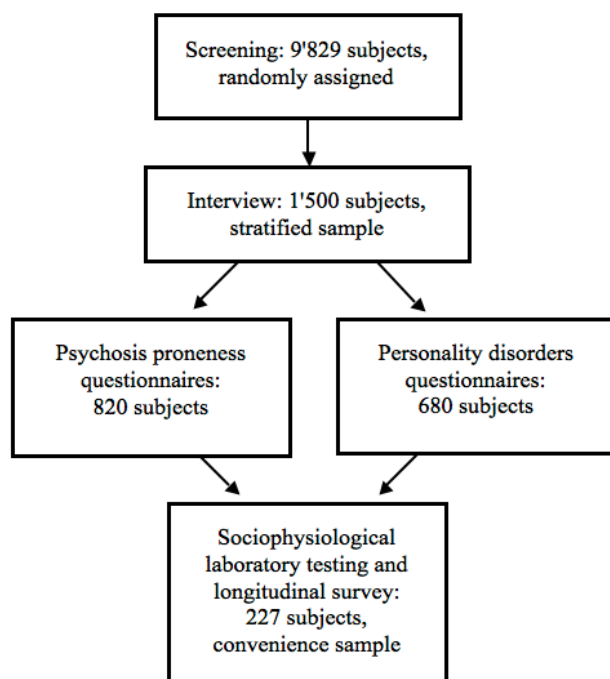 Screening: 9'829 subjects,
randomly assigned
Interview: 1'500 subjects,
stratified sample
Psychosis proneness
questionnaires:
820 subjects
Personality disorders
questionnaires:
680 subjects
Sociophysiological
laboratory testing and
longitudinal survey:
227 subjects,
convenience sample